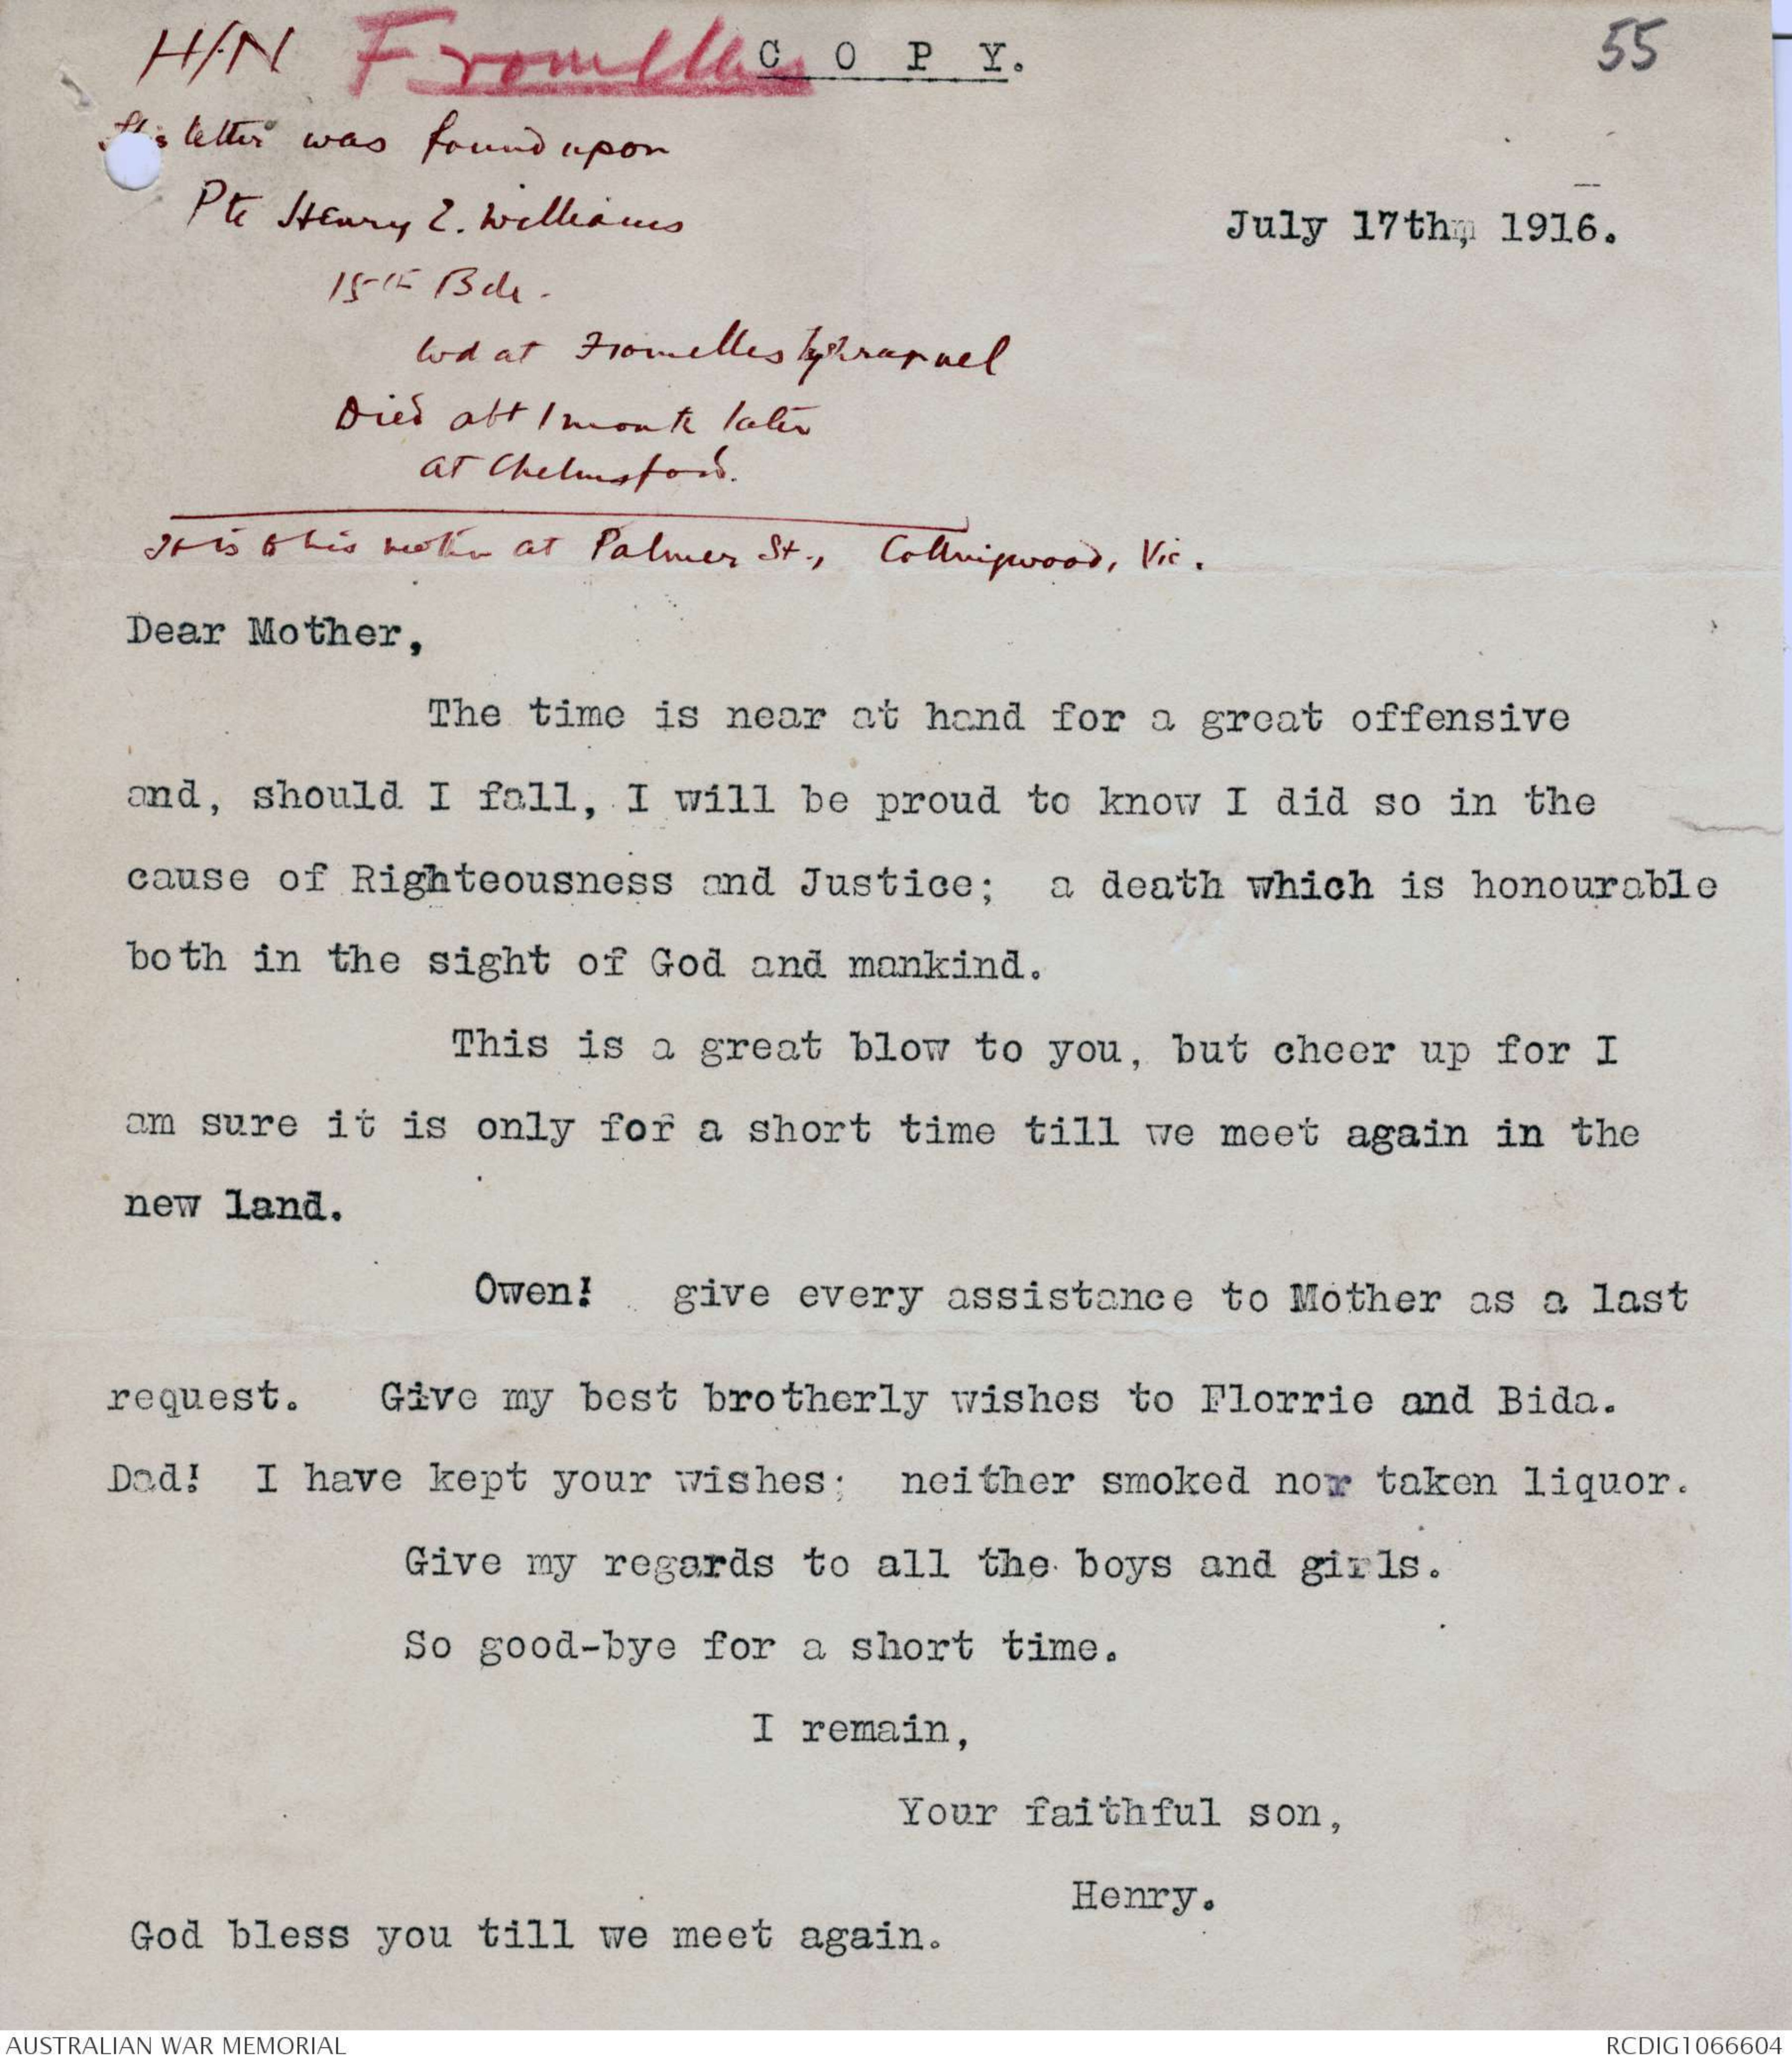 H/N Fromelles C O P Y. 55
This letter was found upon
Pte Henry Z. Williams
July 17th, 1916.
15th Bde.
wd at Fromelles by shrapnel
Died abt 1 month later
at Chelmsford.
It is to his mother at Palmer St., Collingwood, Vic.
Dear Mother,
The time is near at hand for a great offensive
and, should I fall, I will be proud to know I did so in the
cause of Righteousness and Justice; a death which is honourable
both in the sight of God and mankind.
This is a great blow to you, but cheer up for I
am sure it is only for a short time till we meet again in the
new land.
Owen! give every assistance to Mother as a last
request. Give my best brotherly wishes to Florrie and Bida.
Dad! I have kept your wishes; neither smoked nor taken liquor.
Give my regards to all the boys and girls.
So good-bye for a short time.
I remain,
Your faithful son,
Henry.
God bless you till we meet again.
AUSTRALIAN WAR MEMORIAL RCDIG1066604